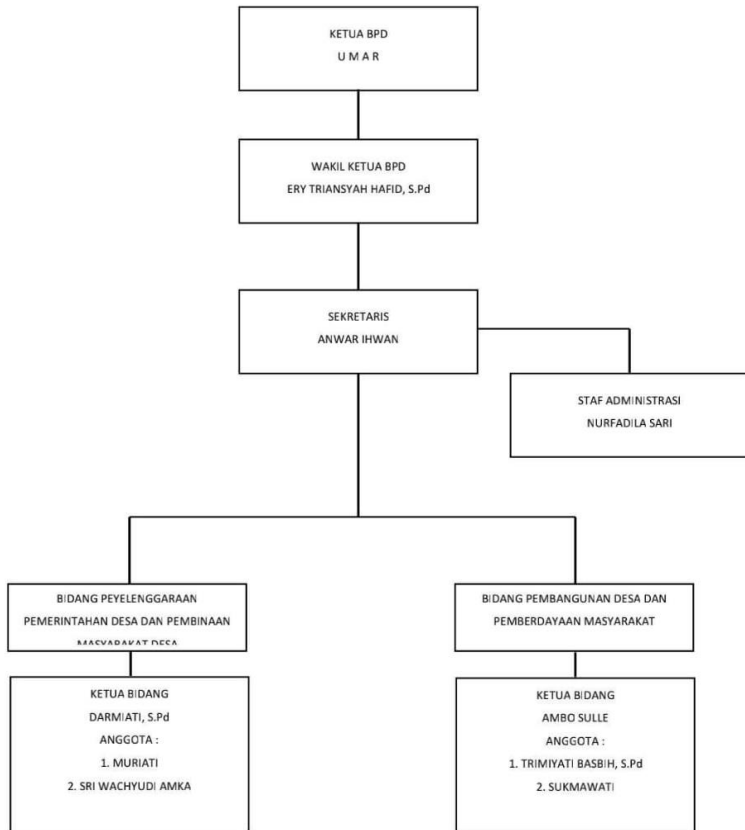 KETUA BPD
U M A R
WAKIL KETUA BPD
ERY TRIANSYAH HAFID, S.Pd
SEKRETARIS
ANWAR IHWAN
STAF ADMINISTRASI
NURFADILA SARI
BIDANG PEYELENGGARAAN
PEMERINTAHAN DESA DAN PEMBINAAN
MASYARAKAT DESA
BIDANG PEMBANGUNAN DESA DAN
PEMBERDAYAAN MASYARAKAT
KETUA BIDANG
DARMIATI, S.Pd
ANGGOTA :
1. MURIATI
2. SRI WACHYUDI AMKA
KETUA BIDANG
AMBO SULLE
ANGGOTA :
1. TRIMIYATI BASBIH, S.Pd
2. SUKMAWATI